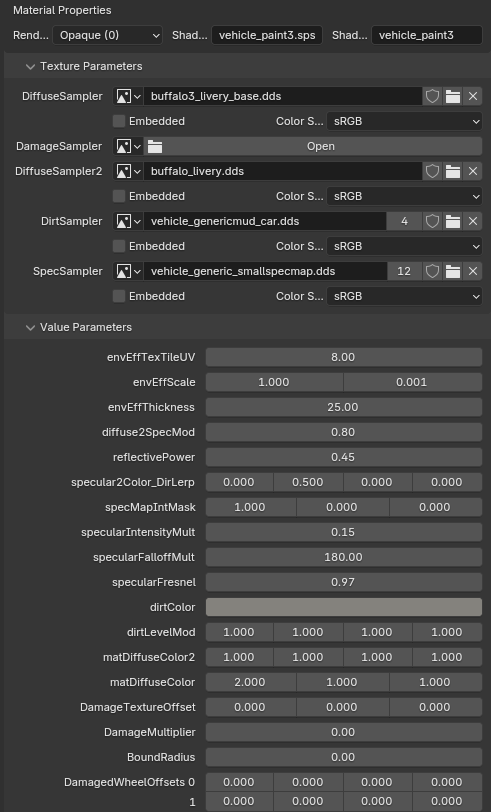 Material Properties
Rend... Opaque (0) Shad... vehicle_paint3.sps Shad... vehicle_paint3
Texture Parameters
DiffuseSampler buffalo3_livery_base.dds
Embedded Color S... sRGB
DamageSampler Open
DiffuseSampler2 buffalo_livery.dds
Embedded Color S... sRGB
DirtSampler vehicle_genericmud_car.dds 4
Embedded Color S... sRGB
SpecSampler vehicle_generic_smallspecmap.dds 12
Embedded Color S... sRGB
Value Parameters
envEffTexTileUV 8.00
envEffScale 1.000 0.001
envEffThickness 25.00
diffuse2SpecMod 0.80
reflectivePower 0.45
specular2Color_DirLerp 0.000 0.500 0.000 0.000
specMapIntMask 1.000 0.000 0.000
specularIntensityMult 0.15
specularFalloffMult 180.00
specularFresnel 0.97
dirtColor
dirtLevelMod 1.000 1.000 1.000 1.000
matDiffuseColor2 1.000 1.000 1.000 1.000
matDiffuseColor 2.000 1.000 1.000
DamageTextureOffset 0.000 0.000 0.000
DamageMultiplier 0.00
BoundRadius 0.00
DamagedWheelOffsets 0 0.000 0.000 0.000 0.000
1 0.000 0.000 0.000 0.000